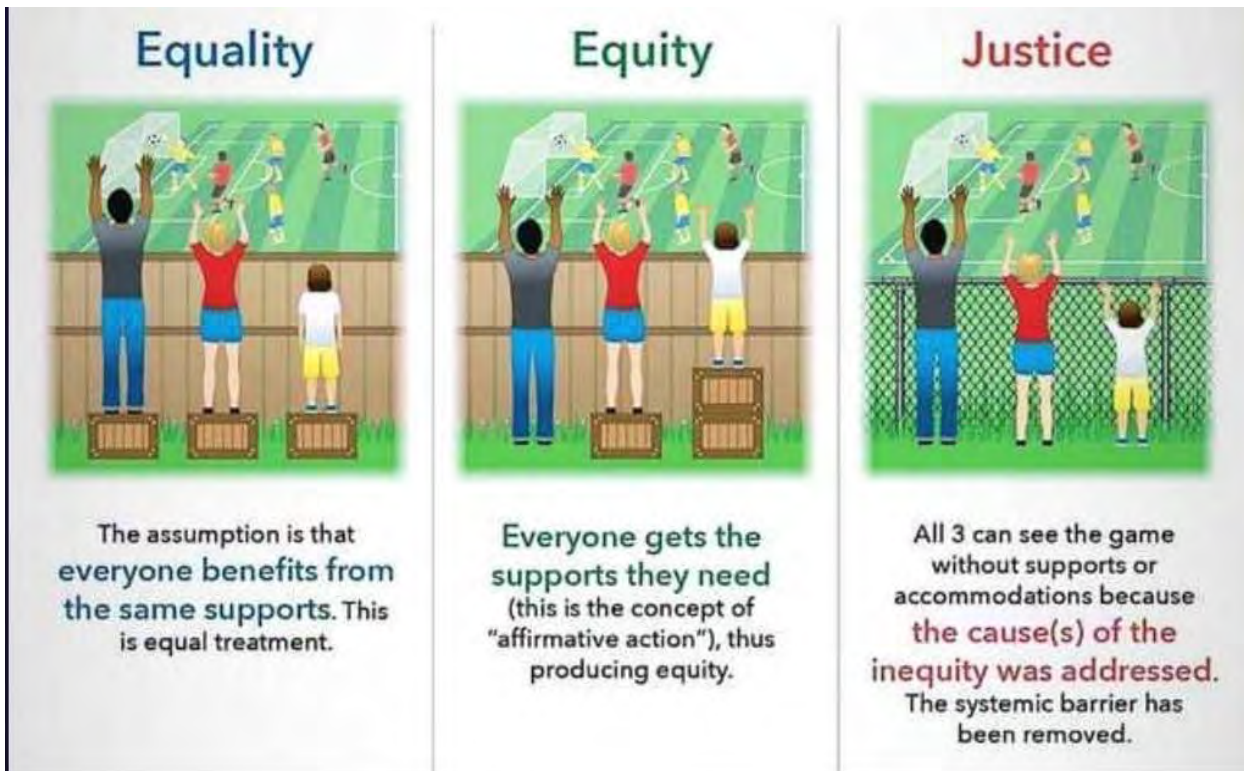 Equality
The assumption is that
everyone benefits from
the same supports. This
is equal treatment.
Equity
Everyone gets the
supports they need
(this is the concept of
"affirmative action"), thus
producing equity.
Justice
All 3 can see the game
without supports or
accommodations because
the cause(s) of the
inequity was addressed.
The systemic barrier has
been removed.